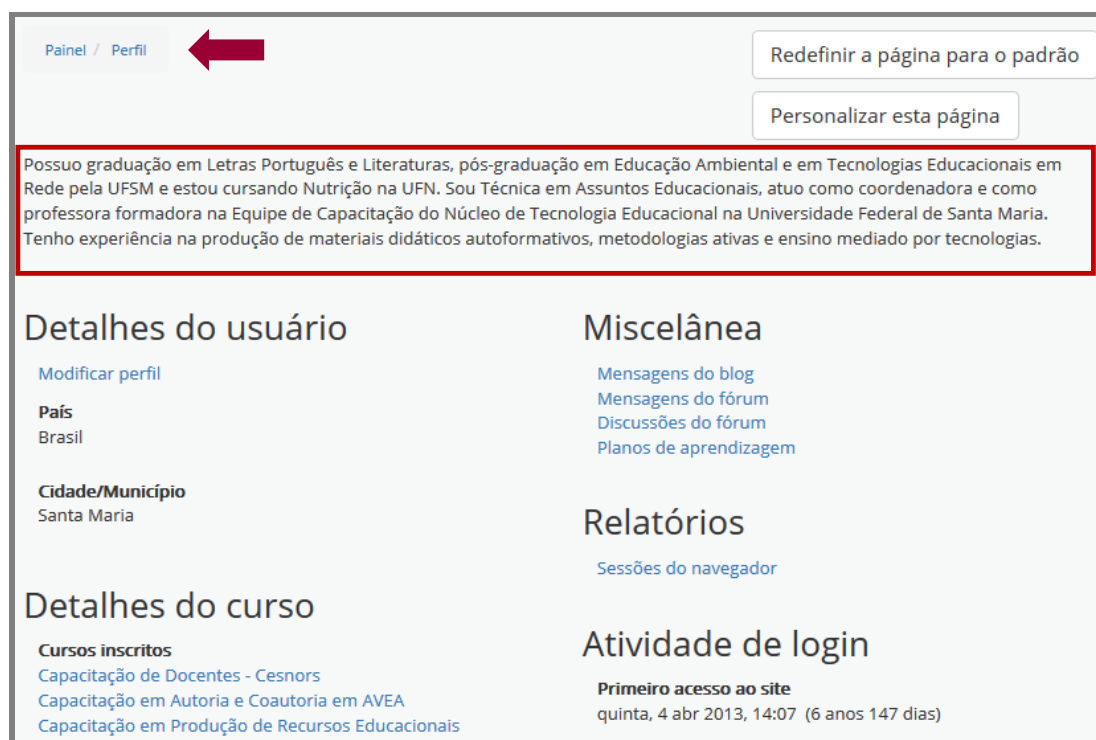 Painel / Perfil
Redefinir a página para o padrão
Personalizar esta página
Possuo graduação em Letras Português e Literaturas, pós-graduação em Educação Ambiental e em Tecnologias Educacionais em
Rede pela UFSM e estou cursando Nutrição na UFN. Sou Técnica em Assuntos Educacionais, atuo como coordenadora e como
professora formadora na Equipe de Capacitação do Núcleo de Tecnologia Educacional na Universidade Federal de Santa Maria.
Tenho experiência na produção de materiais didáticos autoformativos, metodologias ativas e ensino mediado por tecnologias.
Detalhes do usuário
Modificar perfil
País
Brasil
Cidade/Município
Santa Maria
Detalhes do curso
Cursos inscritos
Capacitação de Docentes - Cesnors
Capacitação em Autoria e Coautoria em AVEA
Capacitação em Produção de Recursos Educacionais
Miscelânea
Mensagens do blog
Mensagens do fórum
Discussões do fórum
Planos de aprendizagem
Relatórios
Sessões do navegador
Atividade de login
Primeiro acesso ao site
quinta, 4 abr 2013, 14:07 (6 anos 147 dias)